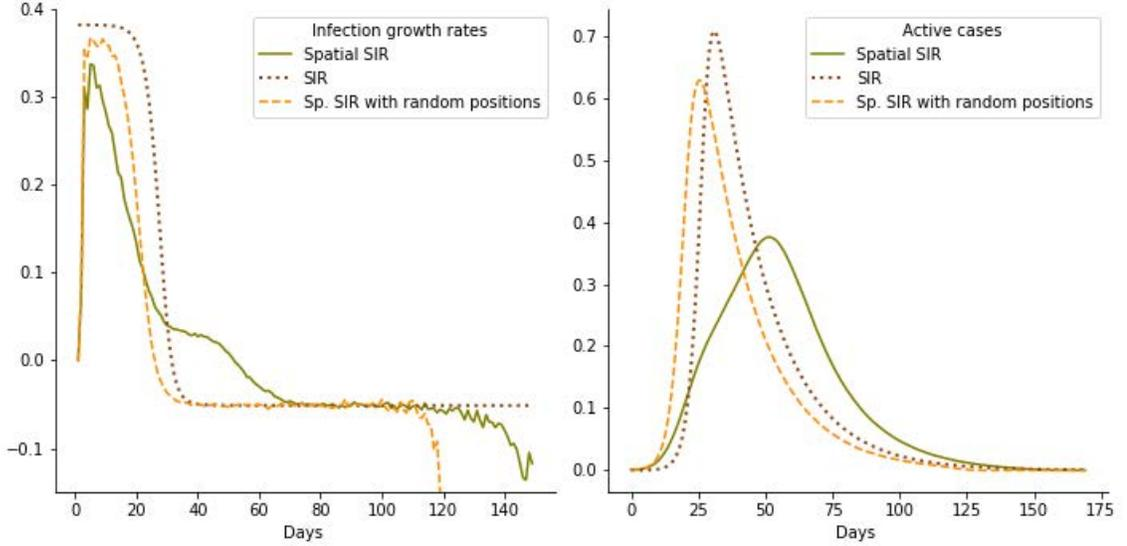 Infection growth rates
Spatial SIR
SIR
Sp. SIR with random positions
0.4
0.3
0.2
0.1
0.0
−0.1
0 20 40 60 80 100 120 140
Days
Active cases
Spatial SIR
SIR
Sp. SIR with random positions
0.7
0.6
0.5
0.4
0.3
0.2
0.1
0.0
0 25 50 75 100 125 150 175
Days